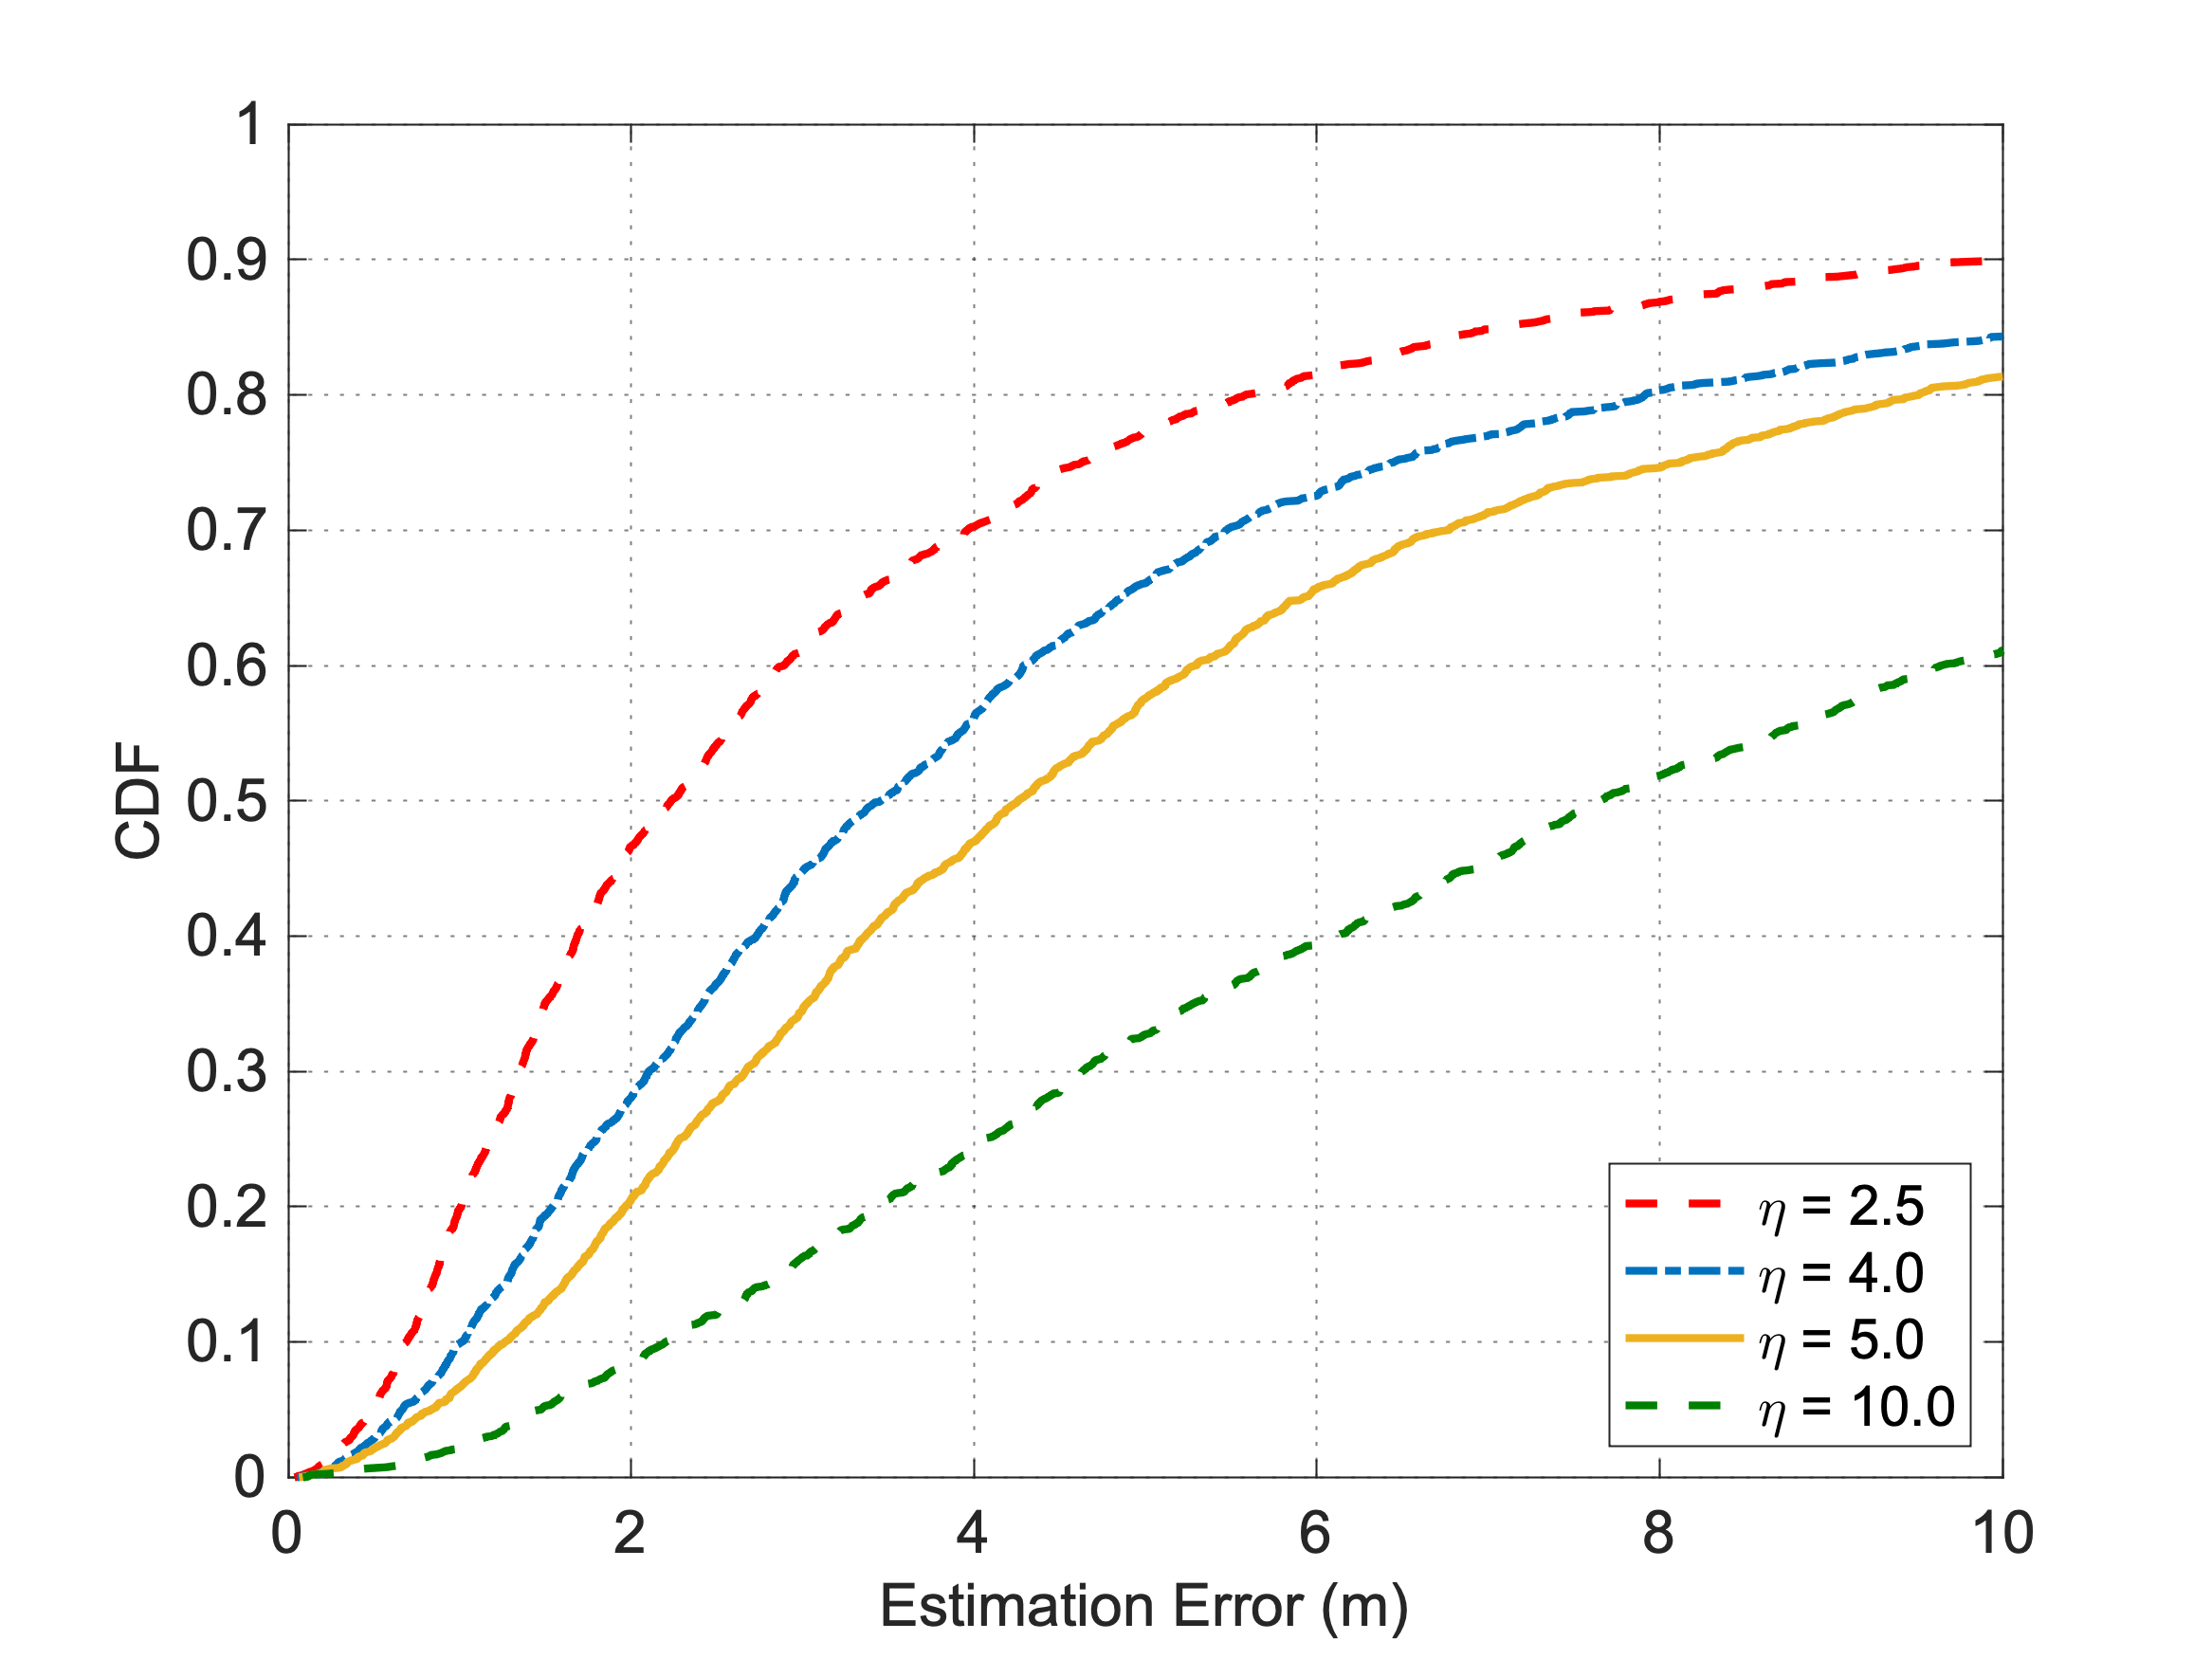 1
0.9
0.8
0.7
0.6
0.5
0.4
0.3
0.2
0.1
0
CDF
0 2 4 6 8 10
Estimation Error (m)
η = 2.5
η = 4.0
η = 5.0
η = 10.0